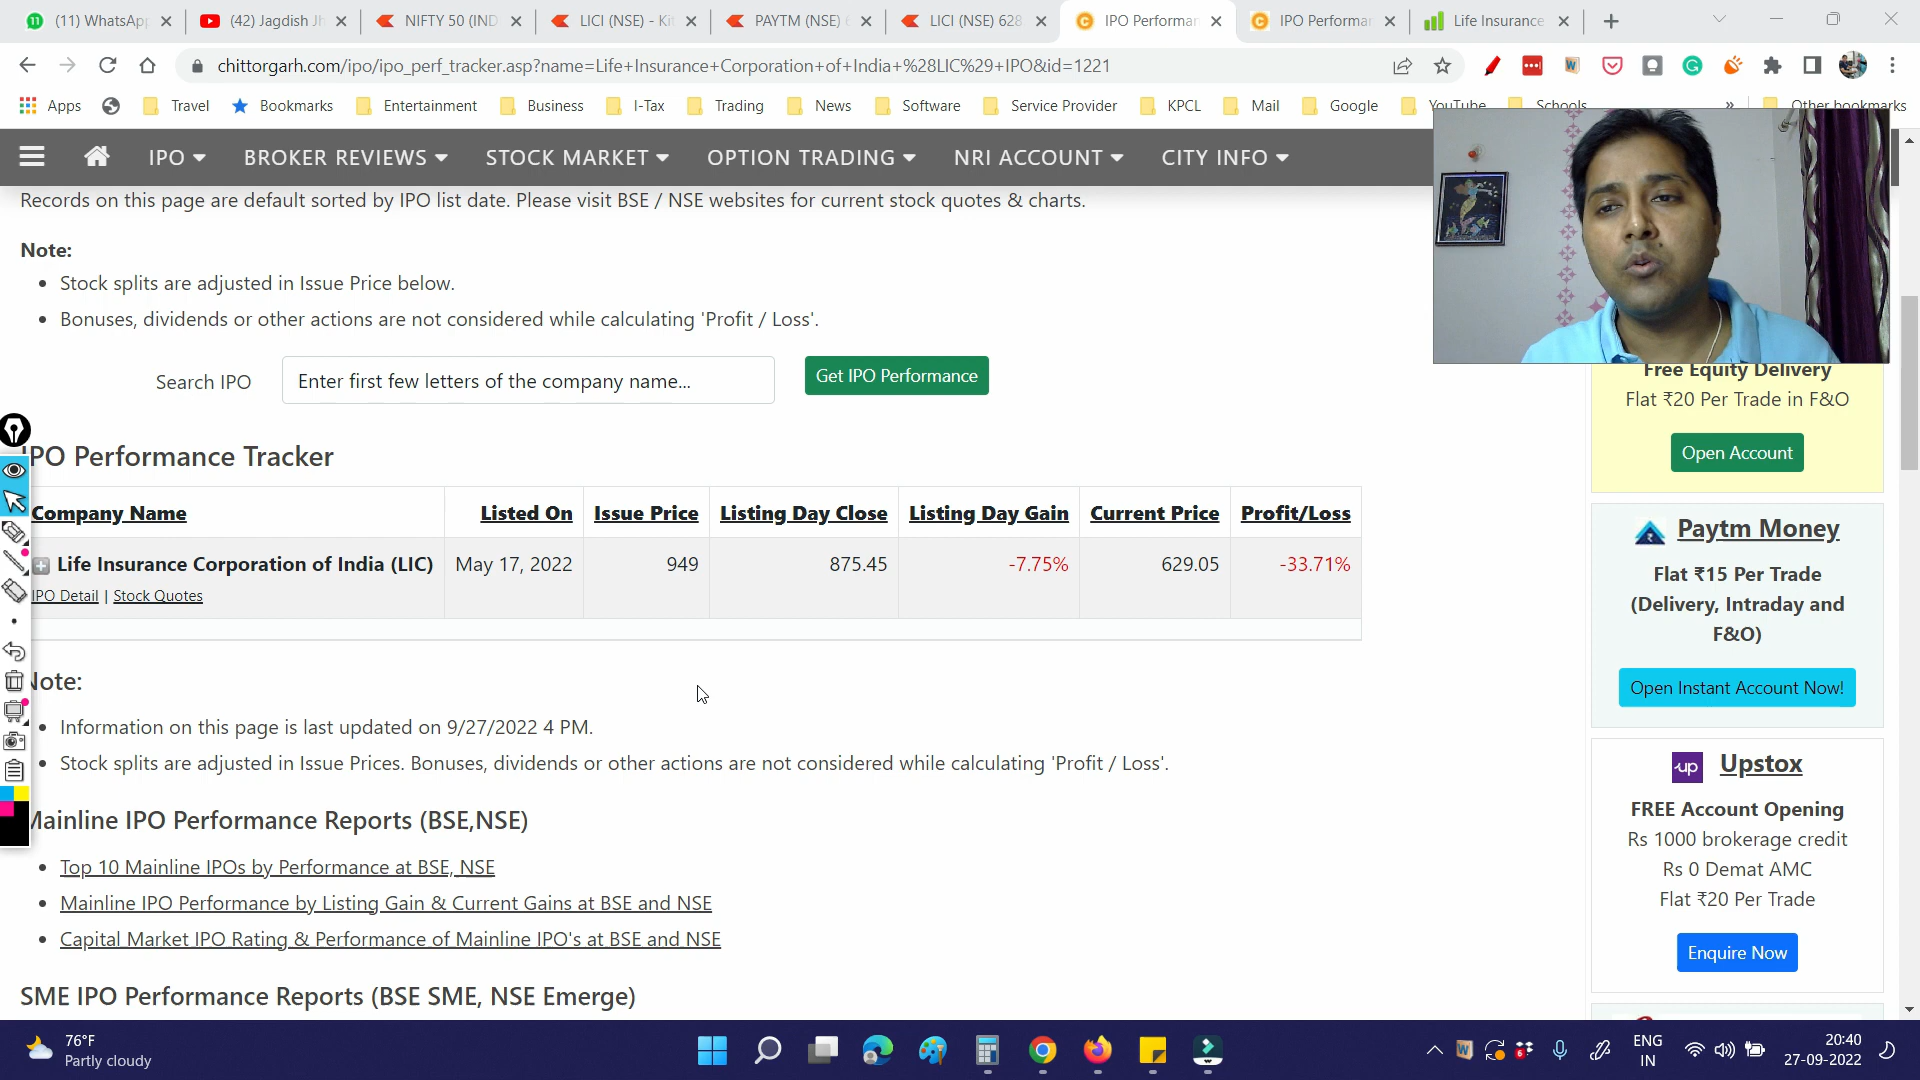 (11) WhatsApp
(42) Jagdish Jh
NIFTY 50 (IND
LICI (NSE) - Kit
PAYTM (NSE) 6
LICI (NSE) 628
IPO Performan
IPO Performan
Life Insurance
chittorgarh.com/ipo/ipo_perf_tracker.asp?name=Life+Insurance+Corporation+of+India+%28LIC%29+IPO&id=1221
Apps Travel Bookmarks Entertainment Business I-Tax Trading News Software Service Provider KPCL Mail Google YouTube Schools » Other bookmarks
IPO BROKER REVIEWS STOCK MARKET OPTION TRADING NRI ACCOUNT CITY INFO
Records on this page are default sorted by IPO list date. Please visit BSE / NSE websites for current stock quotes & charts.
Note:
Stock splits are adjusted in Issue Price below.
Bonuses, dividends or other actions are not considered while calculating 'Profit / Loss'.
Search IPO Enter first few letters of the company name... Get IPO Performance
IPO Performance Tracker
Company Name Listed On Issue Price Listing Day Close Listing Day Gain Current Price Profit/Loss
Life Insurance Corporation of India (LIC) May 17, 2022 949 875.45 -7.75% 629.05 -33.71%
IPO Detail | Stock Quotes
Note:
Information on this page is last updated on 9/27/2022 4 PM.
Stock splits are adjusted in Issue Prices. Bonuses, dividends or other actions are not considered while calculating 'Profit / Loss'.
Mainline IPO Performance Reports (BSE,NSE)
Top 10 Mainline IPOs by Performance at BSE, NSE
Mainline IPO Performance by Listing Gain & Current Gains at BSE and NSE
Capital Market IPO Rating & Performance of Mainline IPO's at BSE and NSE
SME IPO Performance Reports (BSE SME, NSE Emerge)
Free Equity Delivery
Flat ₹20 Per Trade in F&O
Open Account
Paytm Money
Flat ₹15 Per Trade
(Delivery, Intraday and
F&O)
Open Instant Account Now!
up
Upstox
FREE Account Opening
Rs 1000 brokerage credit
Rs 0 Demat AMC
Flat ₹20 Per Trade
Enquire Now
76°F
Partly cloudy
ENG
IN
20:40
27-09-2022